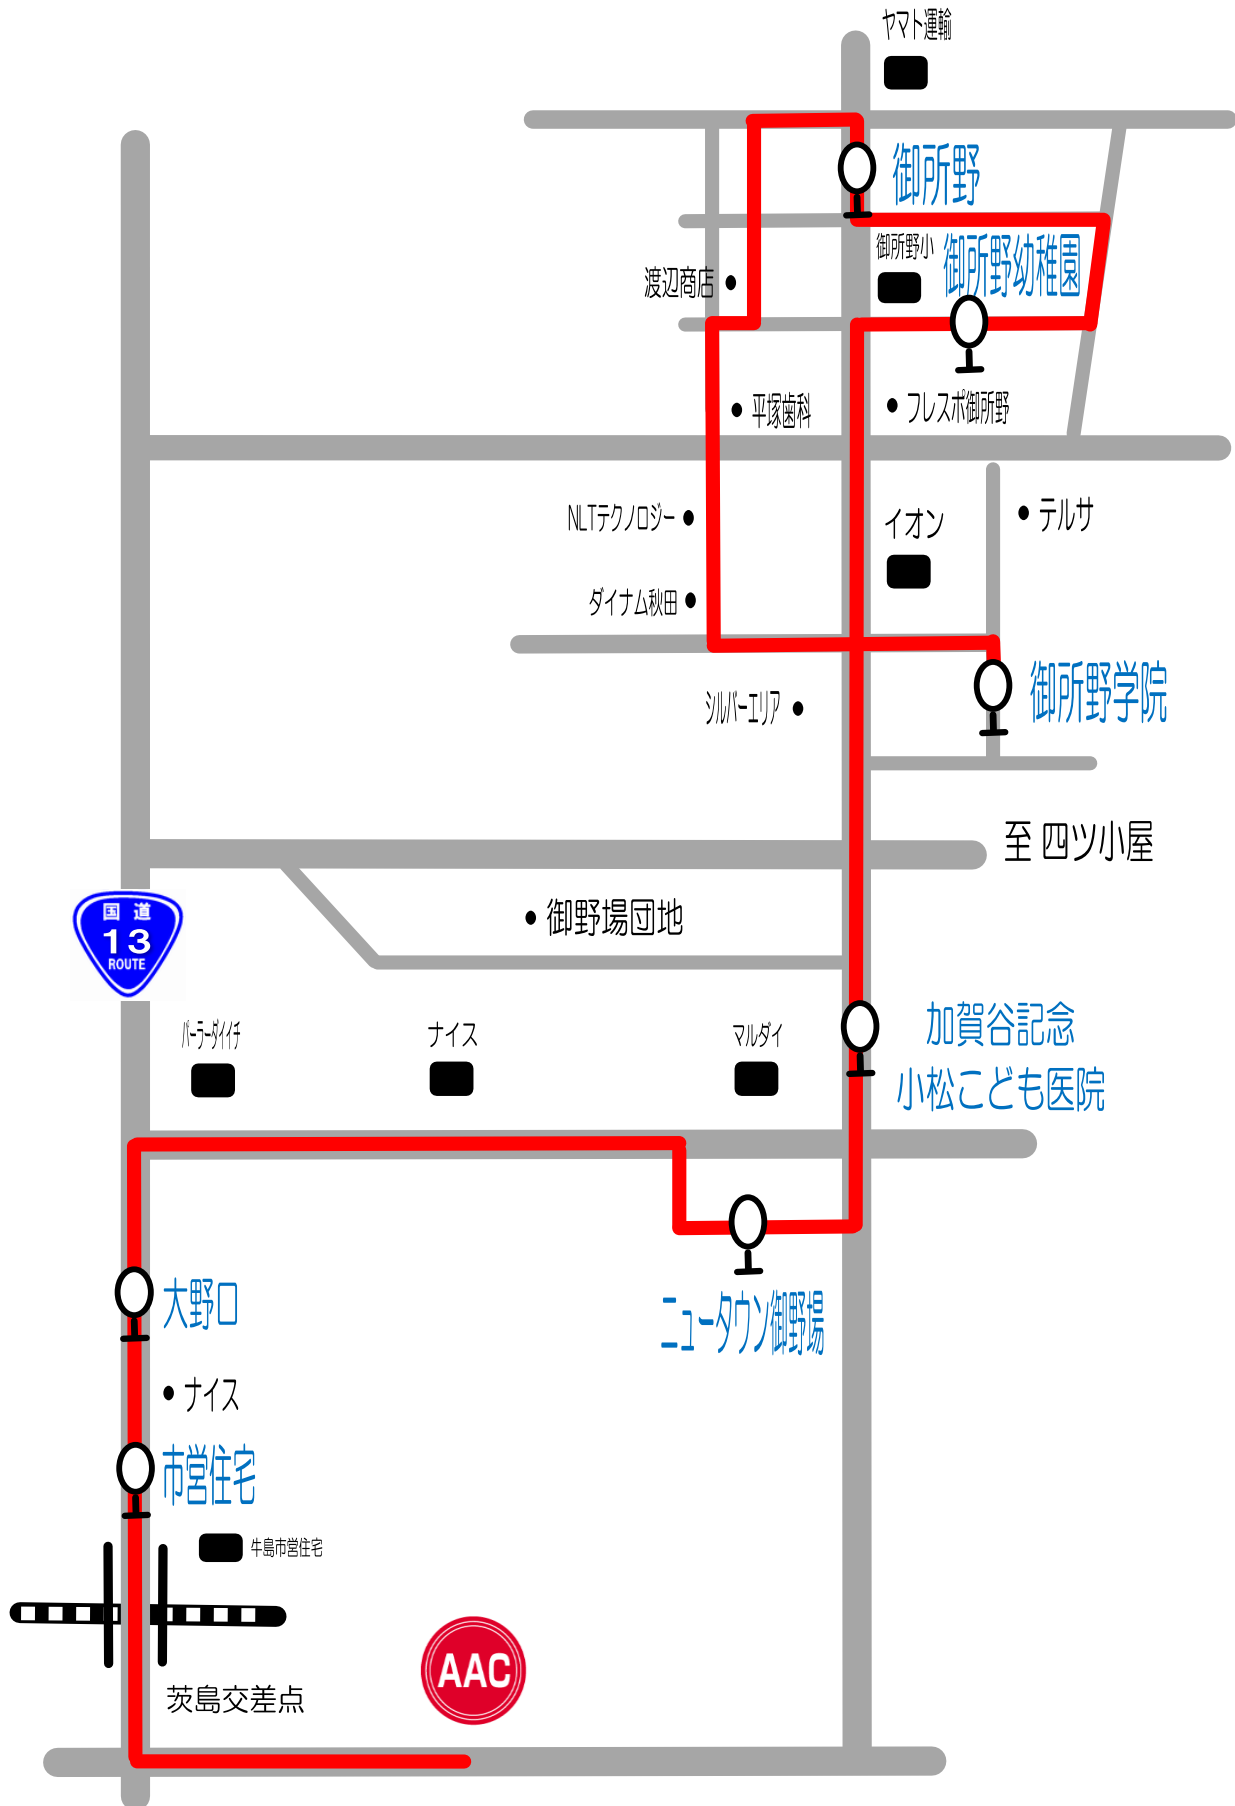 ヤマト運輸
御所野
御所野小
御所野幼稚園
渡辺商店
平塚歯科
フレスポ御所野
NLTテクノロジー
イオン
テルサ
ダイナム秋田
御所野学院
シルバーエリア
至 四ツ小屋
国道
13
ROUTE
御野場団地
加賀谷記念
小松こども医院
パーラーダイイチ
ナイス
マルダイ
大野口
ニュータウン御野場
ナイス
市営住宅
牛島市営住宅
AAC
茨島交差点